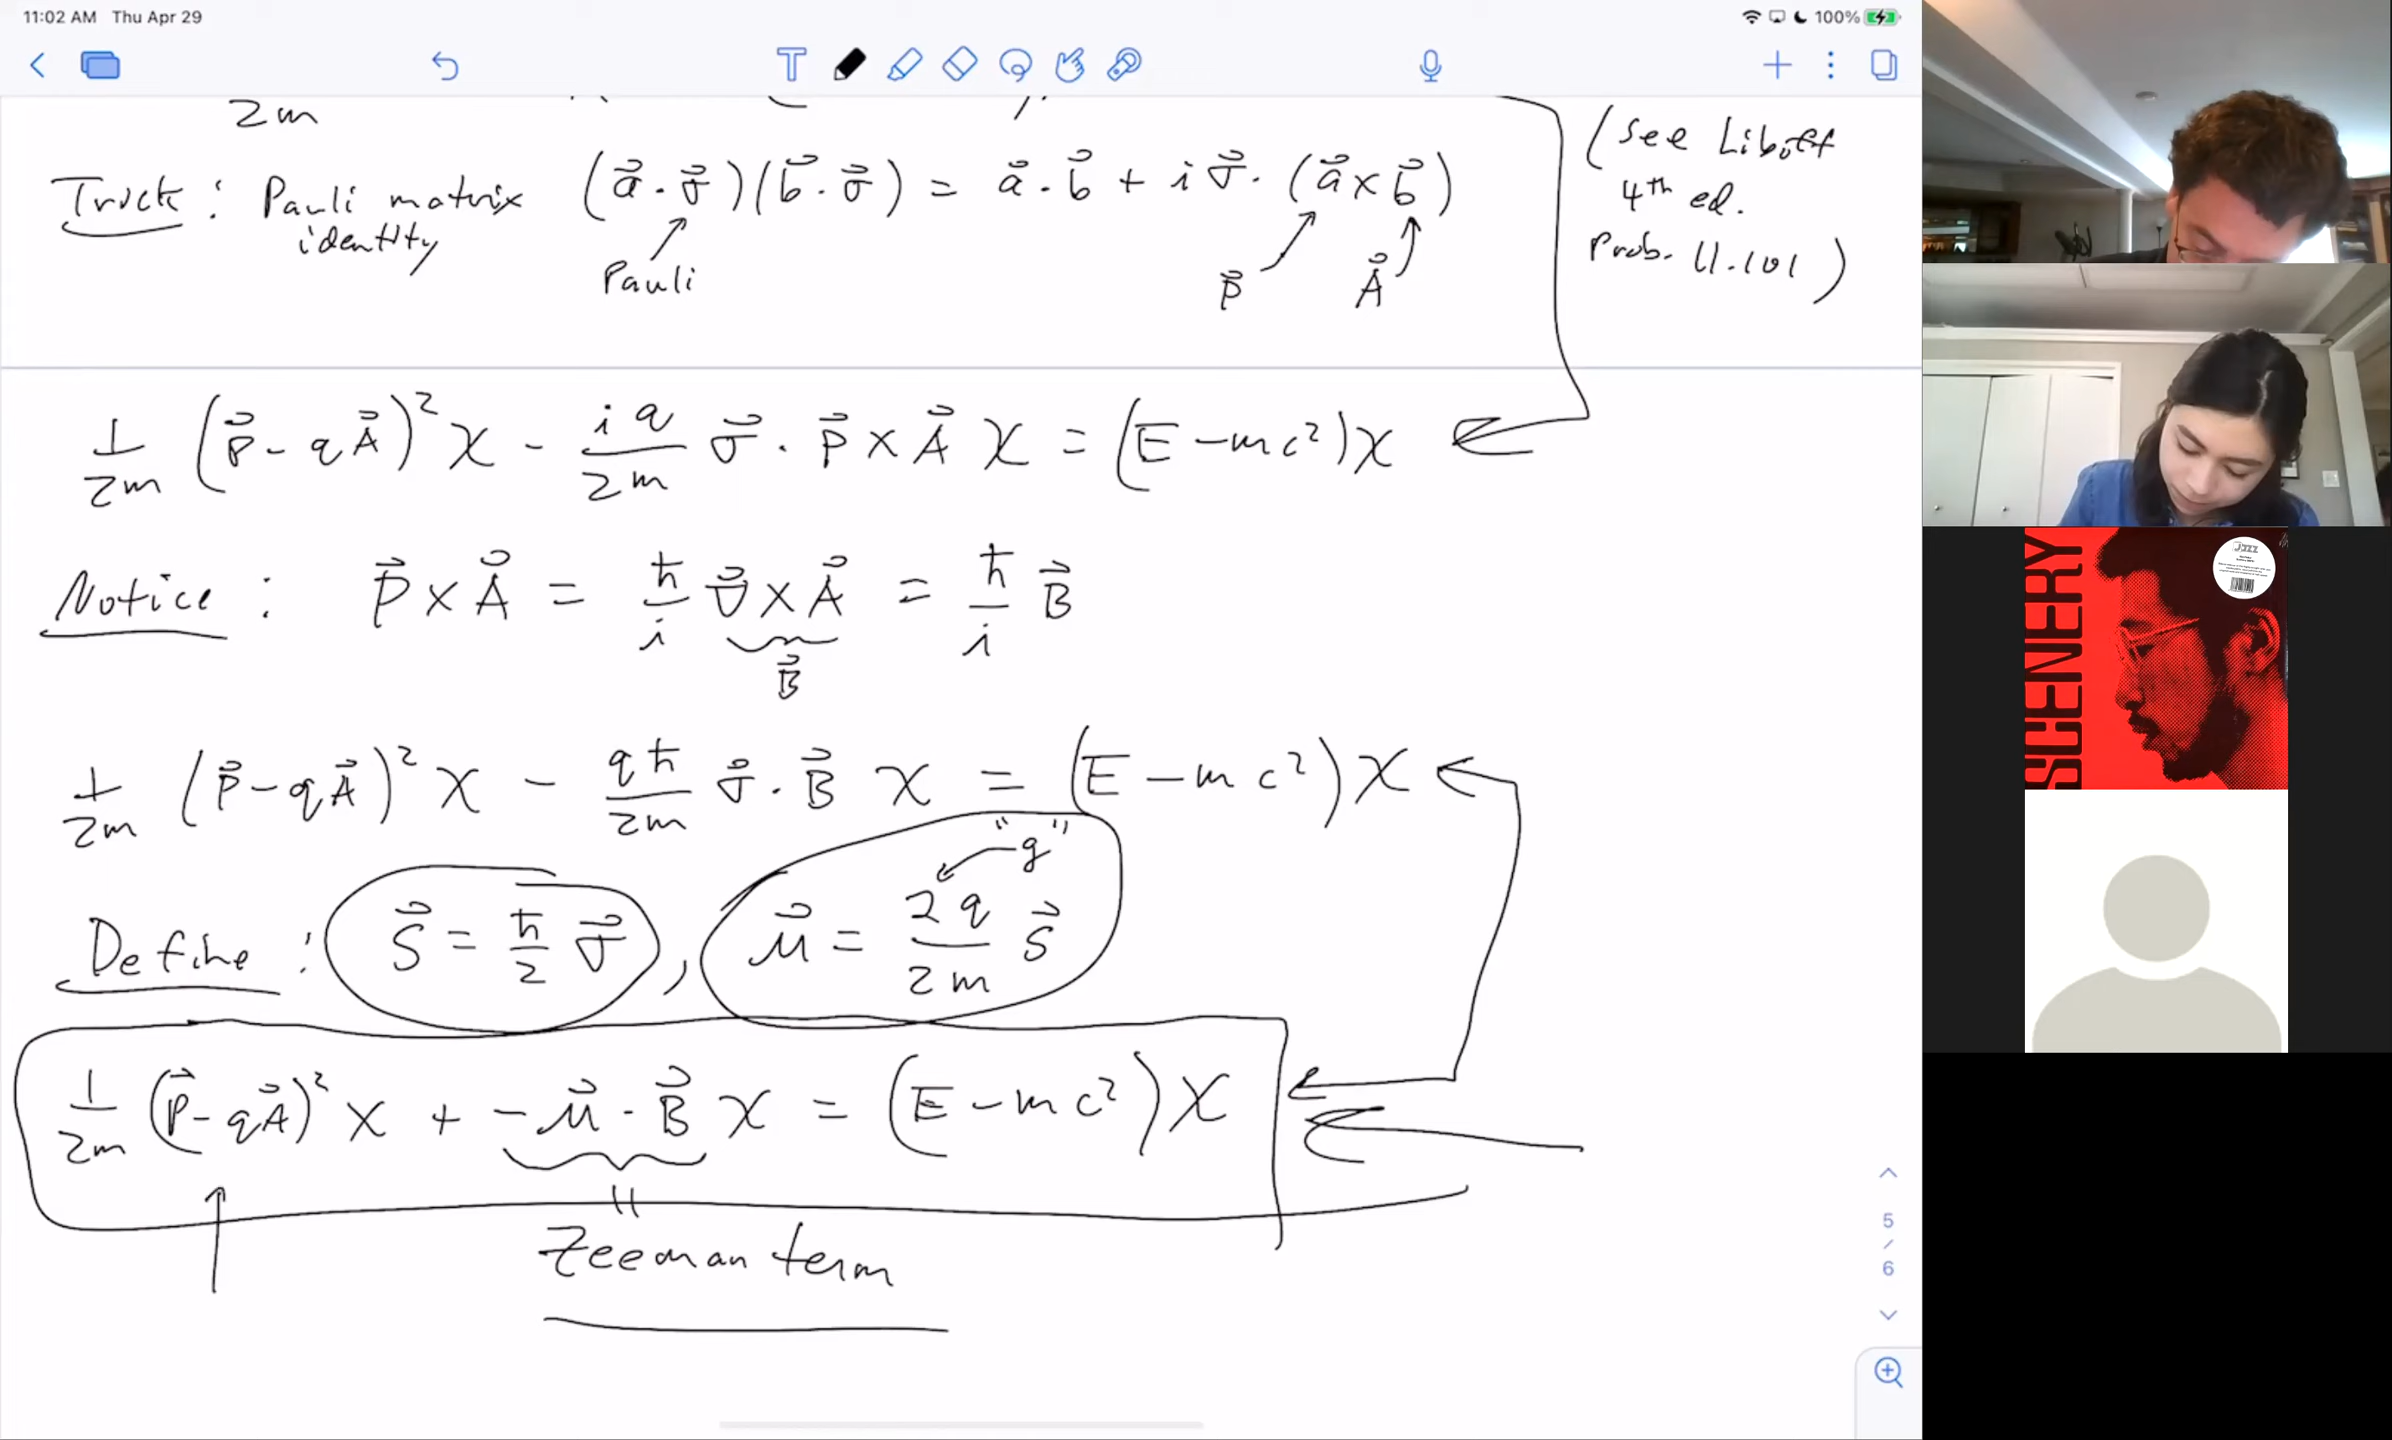 11:02 AM Thu Apr 29
100%
2m
Trick: Pauli matrix identity (a⃗·σ⃗)(b⃗·σ⃗) = a⃗·b⃗ + i σ⃗·(a⃗×b⃗)
Pauli
P⃗ A⃗
(see Liboff
4th ed.
Prob. 11.101)
1/2m (P⃗ - qA⃗)² χ - iq/2m σ⃗ · P⃗ × A⃗ χ = (E - mc²)χ
Notice: P⃗ × A⃗ = ħ/i ∇⃗ × A⃗ = ħ/i B⃗
B⃗
1/2m (P⃗ - qA⃗)² χ - qħ/2m σ⃗ · B⃗ χ = (E - mc²)χ
"g"
Define: S⃗ = ħ/2 σ⃗, μ⃗ = 2q/2m S⃗
1/2m (P⃗ - qA⃗)² χ + -μ⃗ · B⃗ χ = (E - mc²)χ
Zeeman term
5
/
6
SCENERY